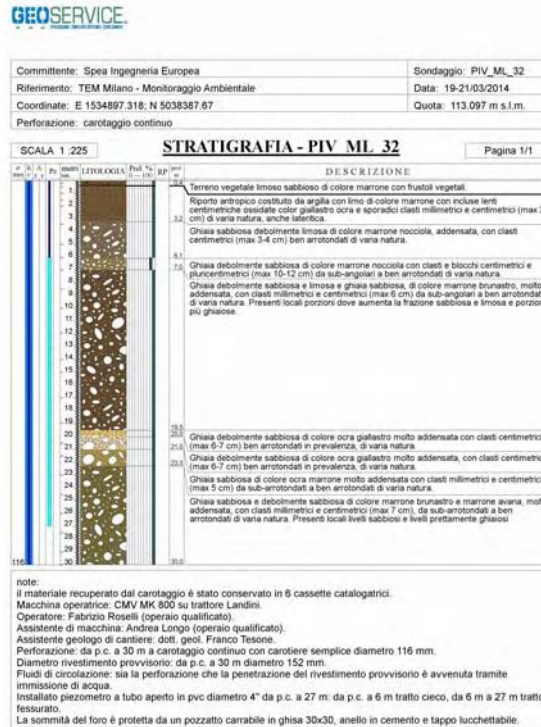 GEOSERVICE
Committente: Spea Ingegneria Europea
Sondaggio: PIV_ML_32
Riferimento: TEM Milano - Monitoraggio Ambientale
Data: 19-21/03/2014
Coordinate: E 1534897.318; N 5038387.67
Quota: 113.097 m s.l.m.
Perforazione: carotaggio continuo
SCALA 1 :225
STRATIGRAFIA - PIV ML 32
Pagina 1/1
metri
LITOLOGIA
RP
DESCRIZIONE
Terreno vegetale limoso sabbioso di colore marrone con frustoli vegetali.
Riporto antropico costituito da argilla con limo di colore marrone con incluse lenti
centimetriche ossidate color giallastro ocra e sporadici clasti millimetrici e centimetrici (max 2
cm) di varia natura, anche laterítica.
Ghiaia sabbiosa debolmente limosa di colore marrone nocciola, addensata, con clasti
centimetrici (max 3-4 cm) ben arrotondati di varia natura.
Ghiaia debolmente sabbiosa di colore marrone nocciola con clasti e blocchi centimetrici e
pluricentimetrici (max 10-12 cm) da sub-angolari a ben arrotondati di varia natura.
Ghiaia debolmente sabbiosa e limosa e ghiaia sabbiosa, di colore marrone brunastro, molto
addensata, con clasti millimetrici e centimetrici (max 6 cm) da sub-angolari a ben arrotondati
di varia natura. Presenti locali porzioni dove aumenta la frazione sabbiosa e limosa e porzioni
più ghiaiose.
Ghiaia debolmente sabbiosa di colore ocra giallastro molto addensata con clasti centimetrici
(max 6-7 cm) ben arrotondati in prevalenza, di varia natura.
Ghiaia debolmente sabbiosa di colore ocra giallastro molto addensata, con clasti centimetrici
(max 6-7 cm) ben arrotondati in prevalenza, di varia natura.
Ghiaia sabbiosa di colore ocra marrone molto addensata con clasti millimetrici e centimetrici
(max 5 cm) da sub-arrotondati a ben arrotondati di varia natura.
Ghiaia sabbiosa e debolmente sabbiosa di colore marrone brunastro e marrone avana, molto
addensata, con clasti millimetrici e centimetrici (max 7 cm), da sub-arrotondati a ben
arrotondati di varia natura. Presenti locali livelli sabbiosi e livelli prettamente ghiaiosi
116
note:
il materiale recuperato dal carotaggio è stato conservato in 6 cassette catalogatrici.
Macchina operatrice: CMV MK 800 su trattore Landini.
Operatore: Fabrizio Roselli (operaio qualificato).
Assistente di macchina: Andrea Longo (operaio qualificato).
Assistente geologo di cantiere: dott. geol. Franco Tesone.
Perforazione: da p.c. a 30 m a carotaggio continuo con carotiere semplice diametro 116 mm.
Diametro rivestimento provvisorio: da p.c. a 30 m diametro 152 mm.
Fluidi di circolazione: sia la perforazione che la penetrazione del rivestimento provvisorio è avvenuta tramite
immissione di acqua.
Installato piezometro a tubo aperto in pvc diametro 4" da p.c. a 27 m: da p.c. a 6 m tratto cieco, da 6 m a 27 m tratto
fessurato.
La sommità del foro è protetta da un pozzatto carrabile in ghisa 30x30, anello in cemento e tappo lucchettabile.